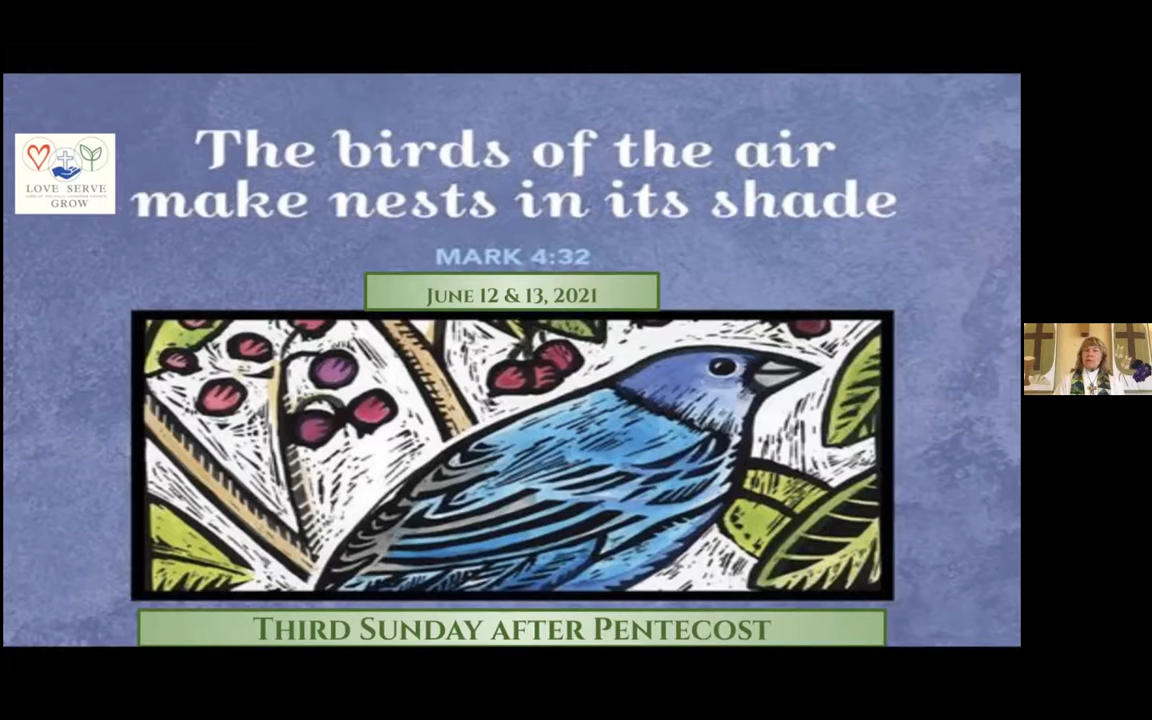 The birds of the air
make nests in its shade
LOVE SERVE
GROW
MARK 4:32
JUNE 12 & 13, 2021
THIRD SUNDAY AFTER PENTECOST